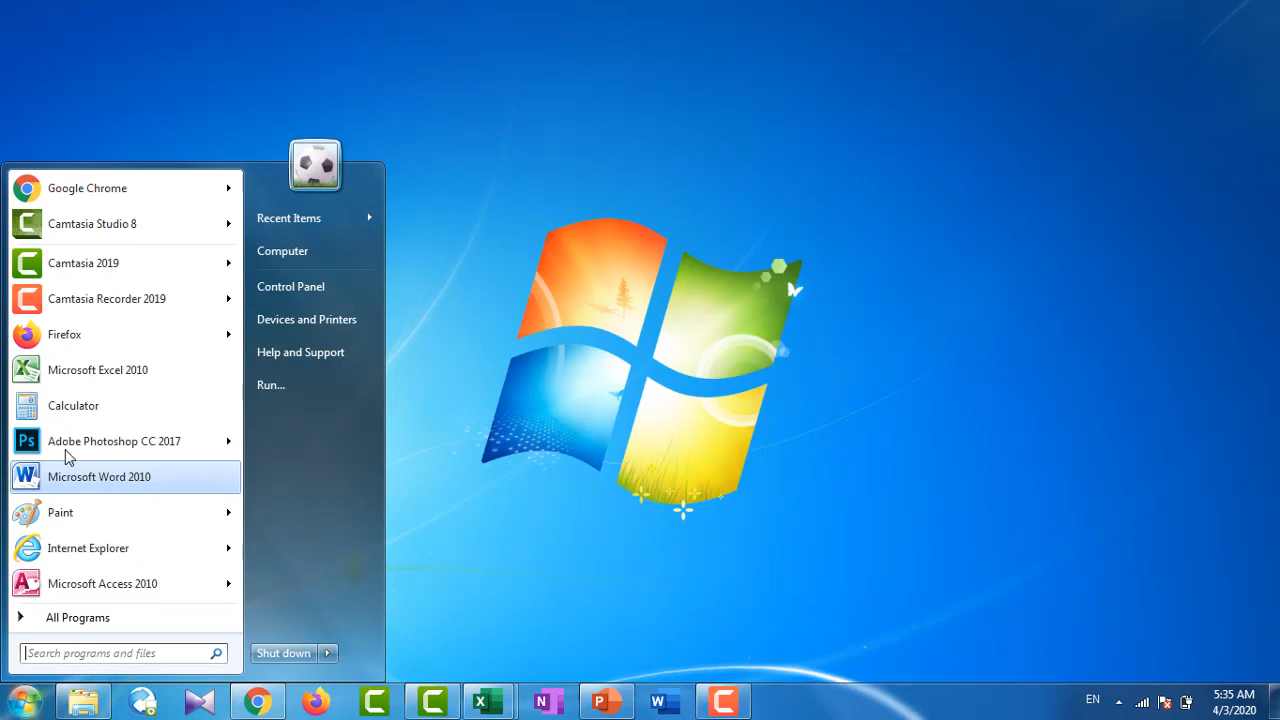 Google Chrome
Camtasia Studio 8
Camtasia 2019
Camtasia Recorder 2019
Firefox
Microsoft Excel 2010
Calculator
Ps
Adobe Photoshop CC 2017
W
Microsoft Word 2010
Paint
Internet Explorer
Microsoft Access 2010
All Programs
Search programs and files
Recent Items
Computer
Control Panel
Devices and Printers
Help and Support
Run...
Shut down
EN
5:35 AM
4/3/2020